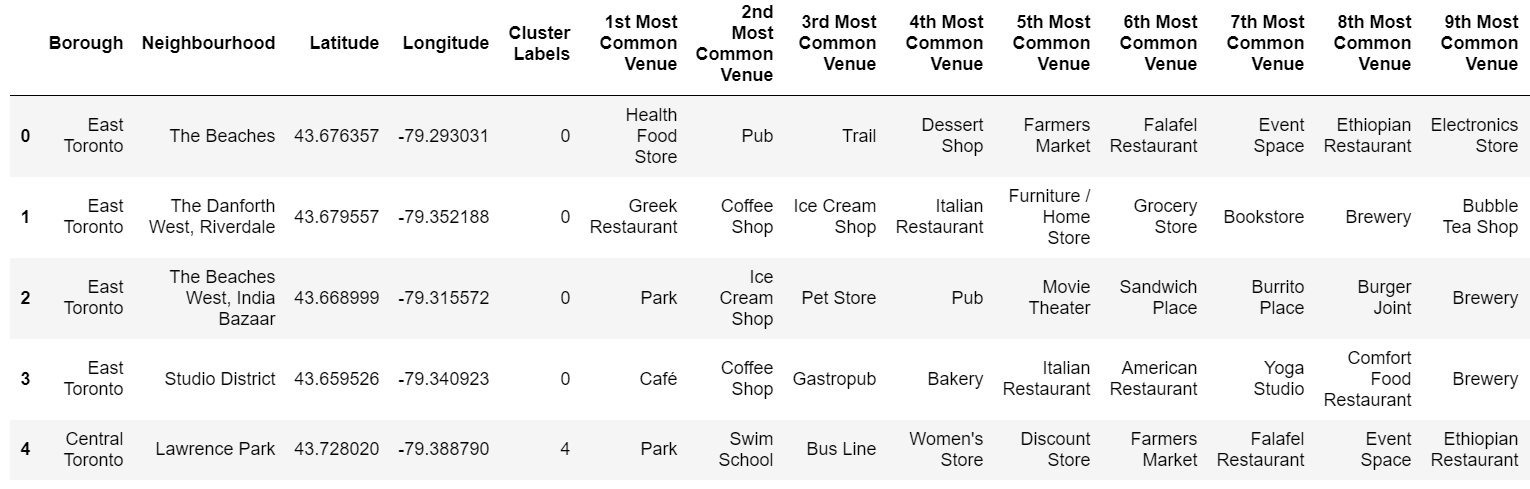 Borough Neighbourhood Latitude Longitude Cluster Labels 1st Most Common Venue 2nd Most Common Venue 3rd Most Common Venue 4th Most Common Venue 5th Most Common Venue 6th Most Common Venue 7th Most Common Venue 8th Most Common Venue 9th Most Common Venue
0 East Toronto The Beaches 43.676357 -79.293031 0 Health Food Store Pub Trail Dessert Shop Farmers Market Falafel Restaurant Event Space Ethiopian Restaurant Electronics Store
1 East Toronto The Danforth West, Riverdale 43.679557 -79.352188 0 Greek Restaurant Coffee Shop Ice Cream Shop Italian Restaurant Furniture / Home Store Grocery Store Bookstore Brewery Bubble Tea Shop
2 East Toronto The Beaches West, India Bazaar 43.668999 -79.315572 0 Park Ice Cream Shop Pet Store Pub Movie Theater Sandwich Place Burrito Place Burger Joint Brewery
3 East Toronto Studio District 43.659526 -79.340923 0 Café Coffee Shop Gastropub Bakery Italian Restaurant American Restaurant Yoga Studio Comfort Food Restaurant Brewery
4 Central Toronto Lawrence Park 43.728020 -79.388790 4 Park Swim School Bus Line Women's Store Discount Store Farmers Market Falafel Restaurant Event Space Ethiopian Restaurant